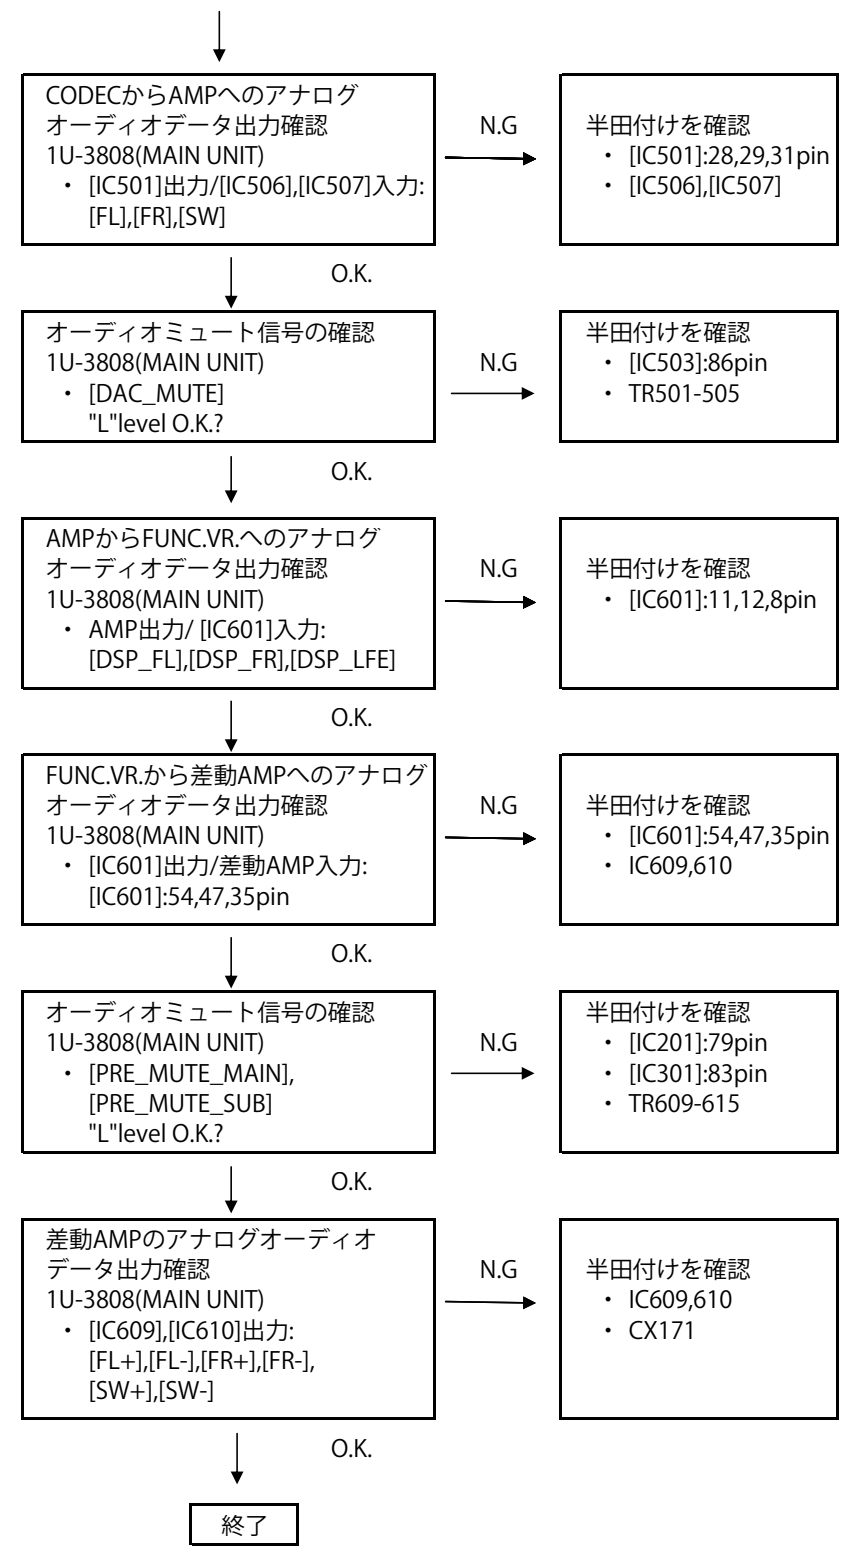 CODECからAMPへのアナログ
オーディオデータ出力確認
1U-3808(MAIN UNIT)
・ [IC501]出力/[IC506],[IC507]入力:
[FL],[FR],[SW]
N.G
半田付けを確認
・ [IC501]:28,29,31pin
・ [IC506],[IC507]
O.K.
オーディオミュート信号の確認
1U-3808(MAIN UNIT)
・ [DAC_MUTE]
"L"level O.K.?
N.G
半田付けを確認
・ [IC503]:86pin
・ TR501-505
O.K.
AMPからFUNC.VR.へのアナログ
オーディオデータ出力確認
1U-3808(MAIN UNIT)
・ AMP出力/ [IC601]入力:
[DSP_FL],[DSP_FR],[DSP_LFE]
N.G
半田付けを確認
・ [IC601]:11,12,8pin
O.K.
FUNC.VR.から差動AMPへのアナログ
オーディオデータ出力確認
1U-3808(MAIN UNIT)
・ [IC601]出力/差動AMP入力:
[IC601]:54,47,35pin
N.G
半田付けを確認
・ [IC601]:54,47,35pin
・ IC609,610
O.K.
オーディオミュート信号の確認
1U-3808(MAIN UNIT)
・ [PRE_MUTE_MAIN],
[PRE_MUTE_SUB]
"L"level O.K.?
N.G
半田付けを確認
・ [IC201]:79pin
・ [IC301]:83pin
・ TR609-615
O.K.
差動AMPのアナログオーディオ
データ出力確認
1U-3808(MAIN UNIT)
・ [IC609],[IC610]出力:
[FL+],[FL-],[FR+],[FR-],
[SW+],[SW-]
N.G
半田付けを確認
・ IC609,610
・ CX171
O.K.
終了